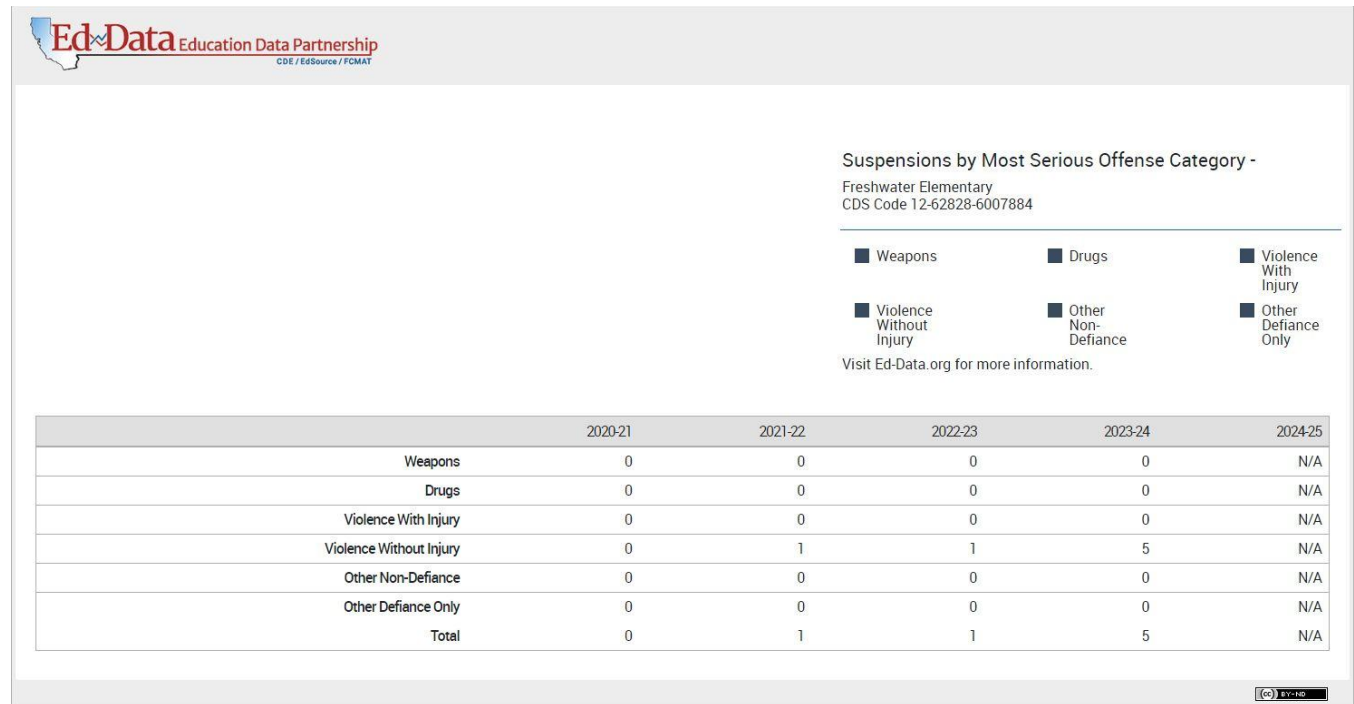 Ed Data Education Data Partnership
CDE / EdSource / FCMAT
Suspensions by Most Serious Offense Category -
Freshwater Elementary
CDS Code 12-62828-6007884
Weapons Drugs Violence
With
Injury
Violence Other Other
Without Non- Defiance
Injury Defiance Only
Visit Ed-Data.org for more information.
2020-21 2021-22 2022-23 2023-24 2024-25
Weapons 0 0 0 0 N/A
Drugs 0 0 0 0 N/A
Violence With Injury 0 0 0 0 N/A
Violence Without Injury 0 1 1 5 N/A
Other Non-Defiance 0 0 0 0 N/A
Other Defiance Only 0 0 0 0 N/A
Total 0 1 1 5 N/A
(cc) BY-ND